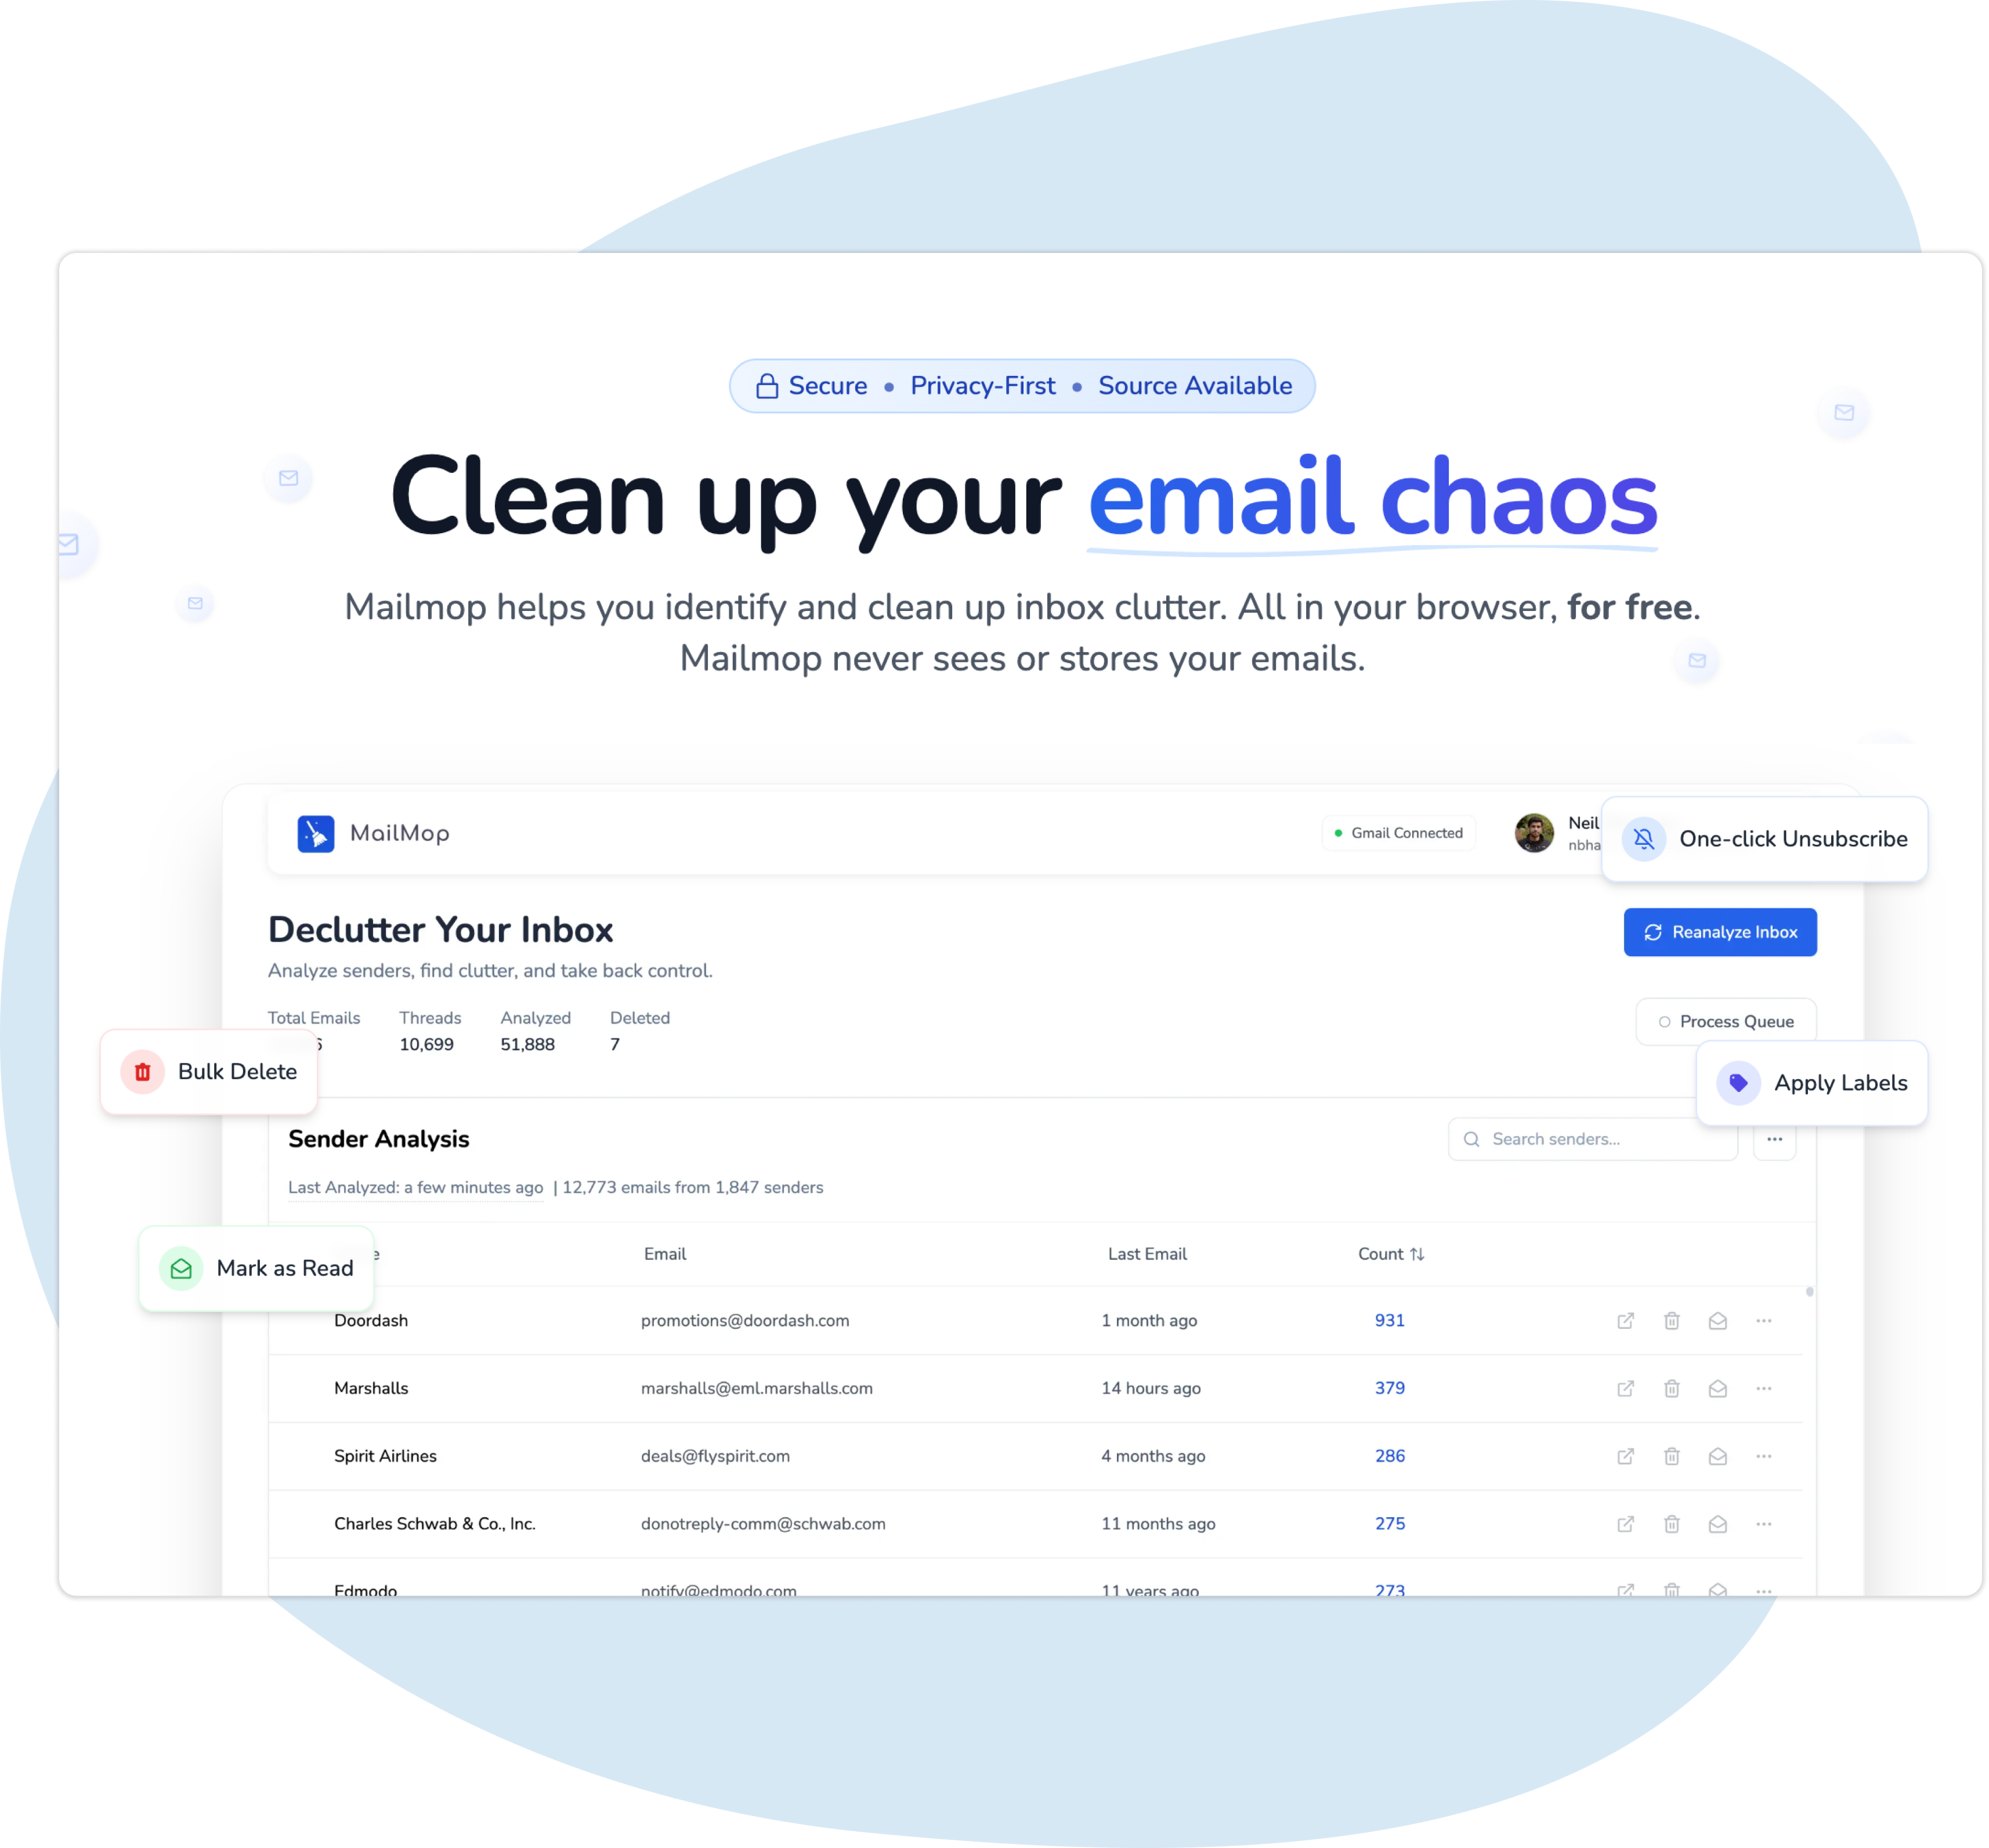 Secure • Privacy-First • Source Available
Clean up your email chaos
Mailmop helps you identify and clean up inbox clutter. All in your browser, for free.
Mailmop never sees or stores your emails.
MailMop
Gmail Connected
Neil
One-click Unsubscribe
Declutter Your Inbox
Reanalyze Inbox
Analyze senders, find clutter, and take back control.
Total Emails Threads Analyzed Deleted
10,699 51,888 7
Process Queue
Bulk Delete
Apply Labels
Sender Analysis
Search senders...
Last Analyzed: a few minutes ago | 12,773 emails from 1,847 senders
Mark as Read
Email Last Email Count
Doordash promotions@doordash.com 1 month ago 931
Marshalls marshalls@eml.marshalls.com 14 hours ago 379
Spirit Airlines deals@flyspirit.com 4 months ago 286
Charles Schwab & Co., Inc. donotreply-comm@schwab.com 11 months ago 275
Edmodo notify@edmodo.com 11 years ago 273